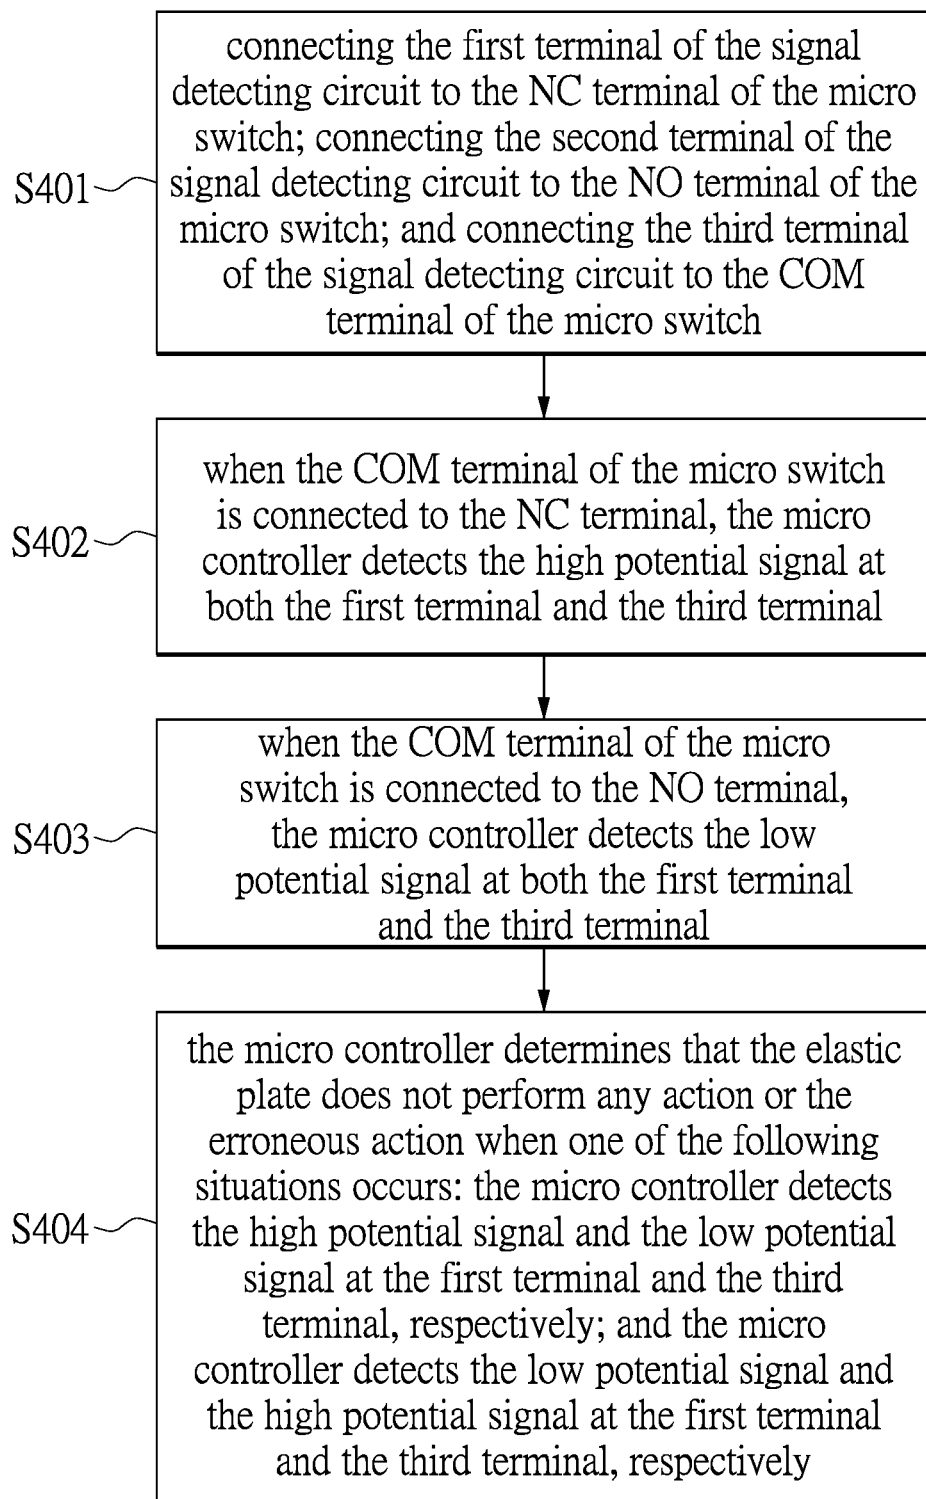 connecting the first terminal of the signal
detecting circuit to the NC terminal of the micro
switch; connecting the second terminal of the
S401
signal detecting circuit to the NO terminal of the
micro switch; and connecting the third terminal
of the signal detecting circuit to the COM
terminal of the micro switch
when the COM terminal of the micro switch
is connected to the NC terminal, the micro
S402
controller detects the high potential signal at
both the first terminal and the third terminal
when the COM terminal of the micro
switch is connected to the NO terminal,
S403
the micro controller detects the low
potential signal at both the first terminal
and the third terminal
the micro controller determines that the elastic
plate does not perform any action or the
erroneous action when one of the following
situations occurs: the micro controller detects
S404
the high potential signal and the low potential
signal at the first terminal and the third
terminal, respectively; and the micro
controller detects the low potential signal and
the high potential signal at the first terminal
and the third terminal, respectively